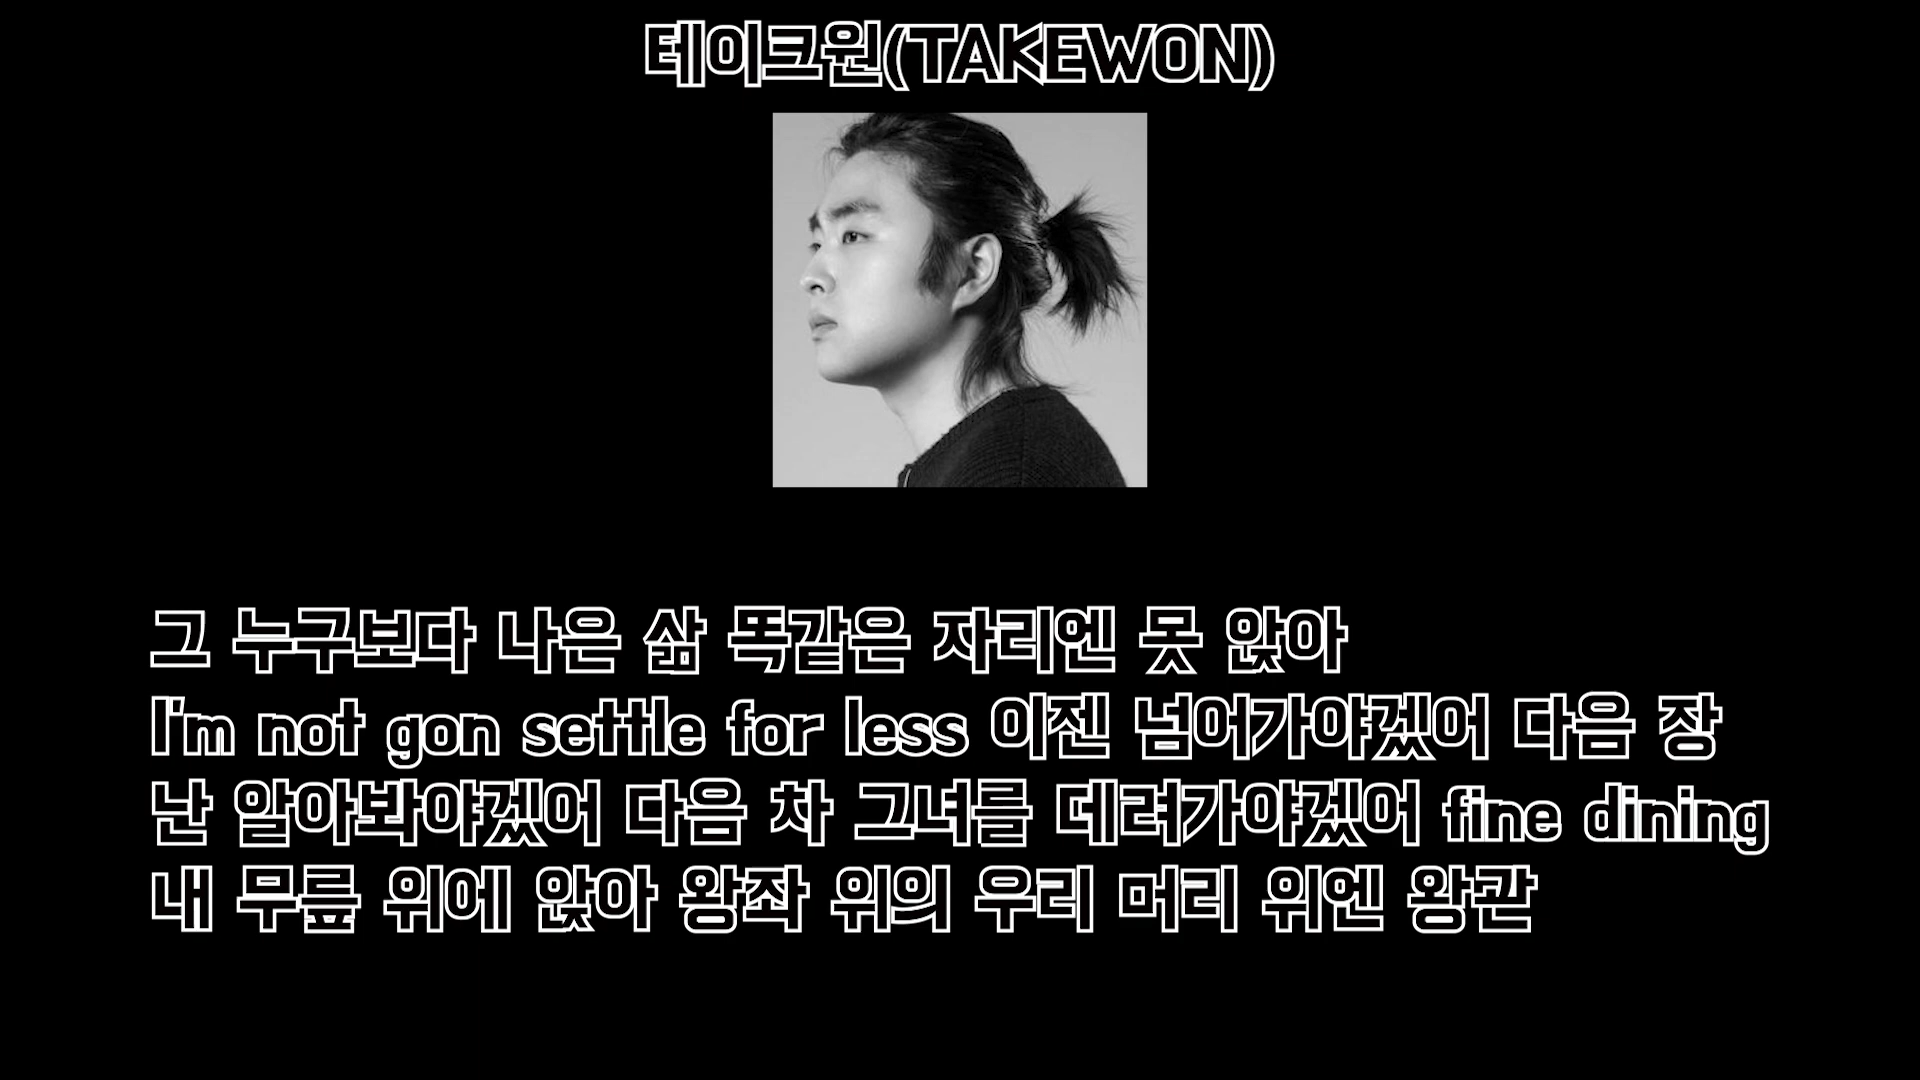 테이크원(TAKEWON)
그 누구보다 나은 삶 똑같은 자리엔 못 앉아
I'm not gon settle for less 이젠 넘어가야겠어 다음 장
난 알아봐야겠어 다음 차 그녀를 데려가야겠어 fine dining
내 무릎 위에 앉아 왕좌 위의 우리 머리 위엔 왕관